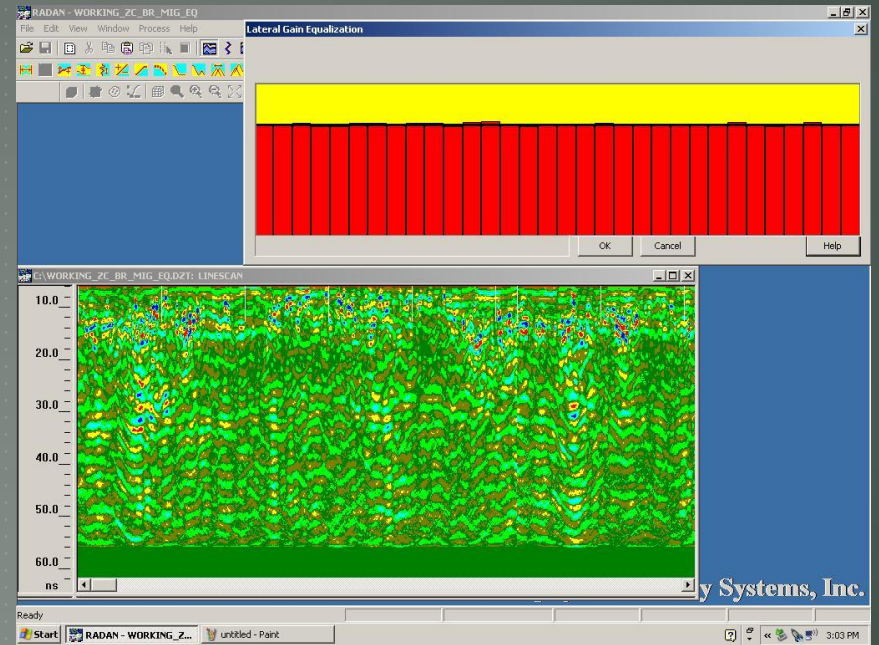 RADAN - WORKING_ZC_BR_MIG_EQ
File Edit View Window Process Help
Lateral Gain Equalization
OK Cancel Help
C:\WORKING_ZC_BR_MIG_EQ.DZT: LINESCAN
10.0
20.0
30.0
40.0
50.0
60.0
ns
y Systems, Inc.
Ready
Start RADAN - WORKING_Z... untitled - Paint 3:03 PM